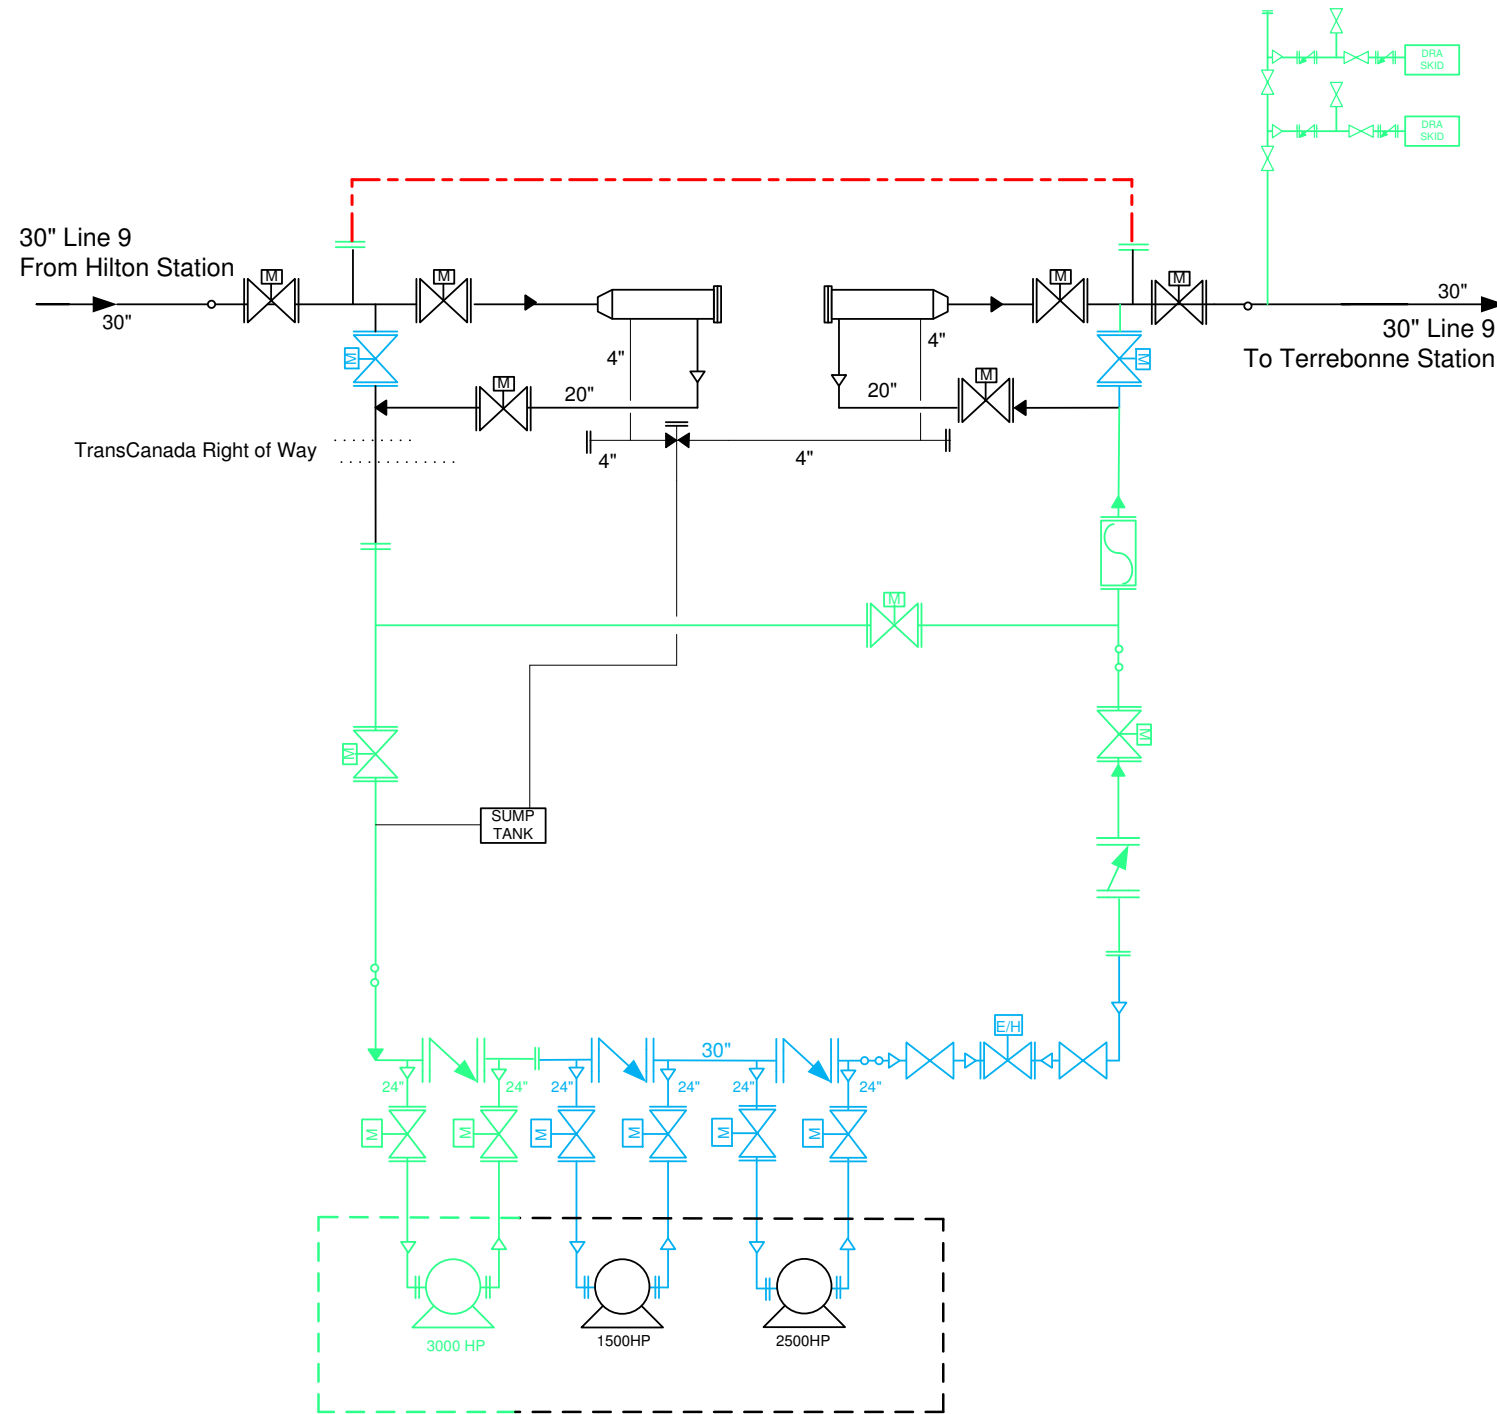 DRA
SKID
DRA
SKID
30" Line 9
From Hilton Station
M
M
M
M
30"
30"
30" Line 9
To Terrebonne Station
4"
4"
M
M
M
M
20"
20"
TransCanada Right of Way
4"
4"
M
M
M
SUMP
TANK
E/H
30"
24"
24"
24"
24"
24"
24"
M
M
M
M
M
M
3000 HP
1500HP
2500HP